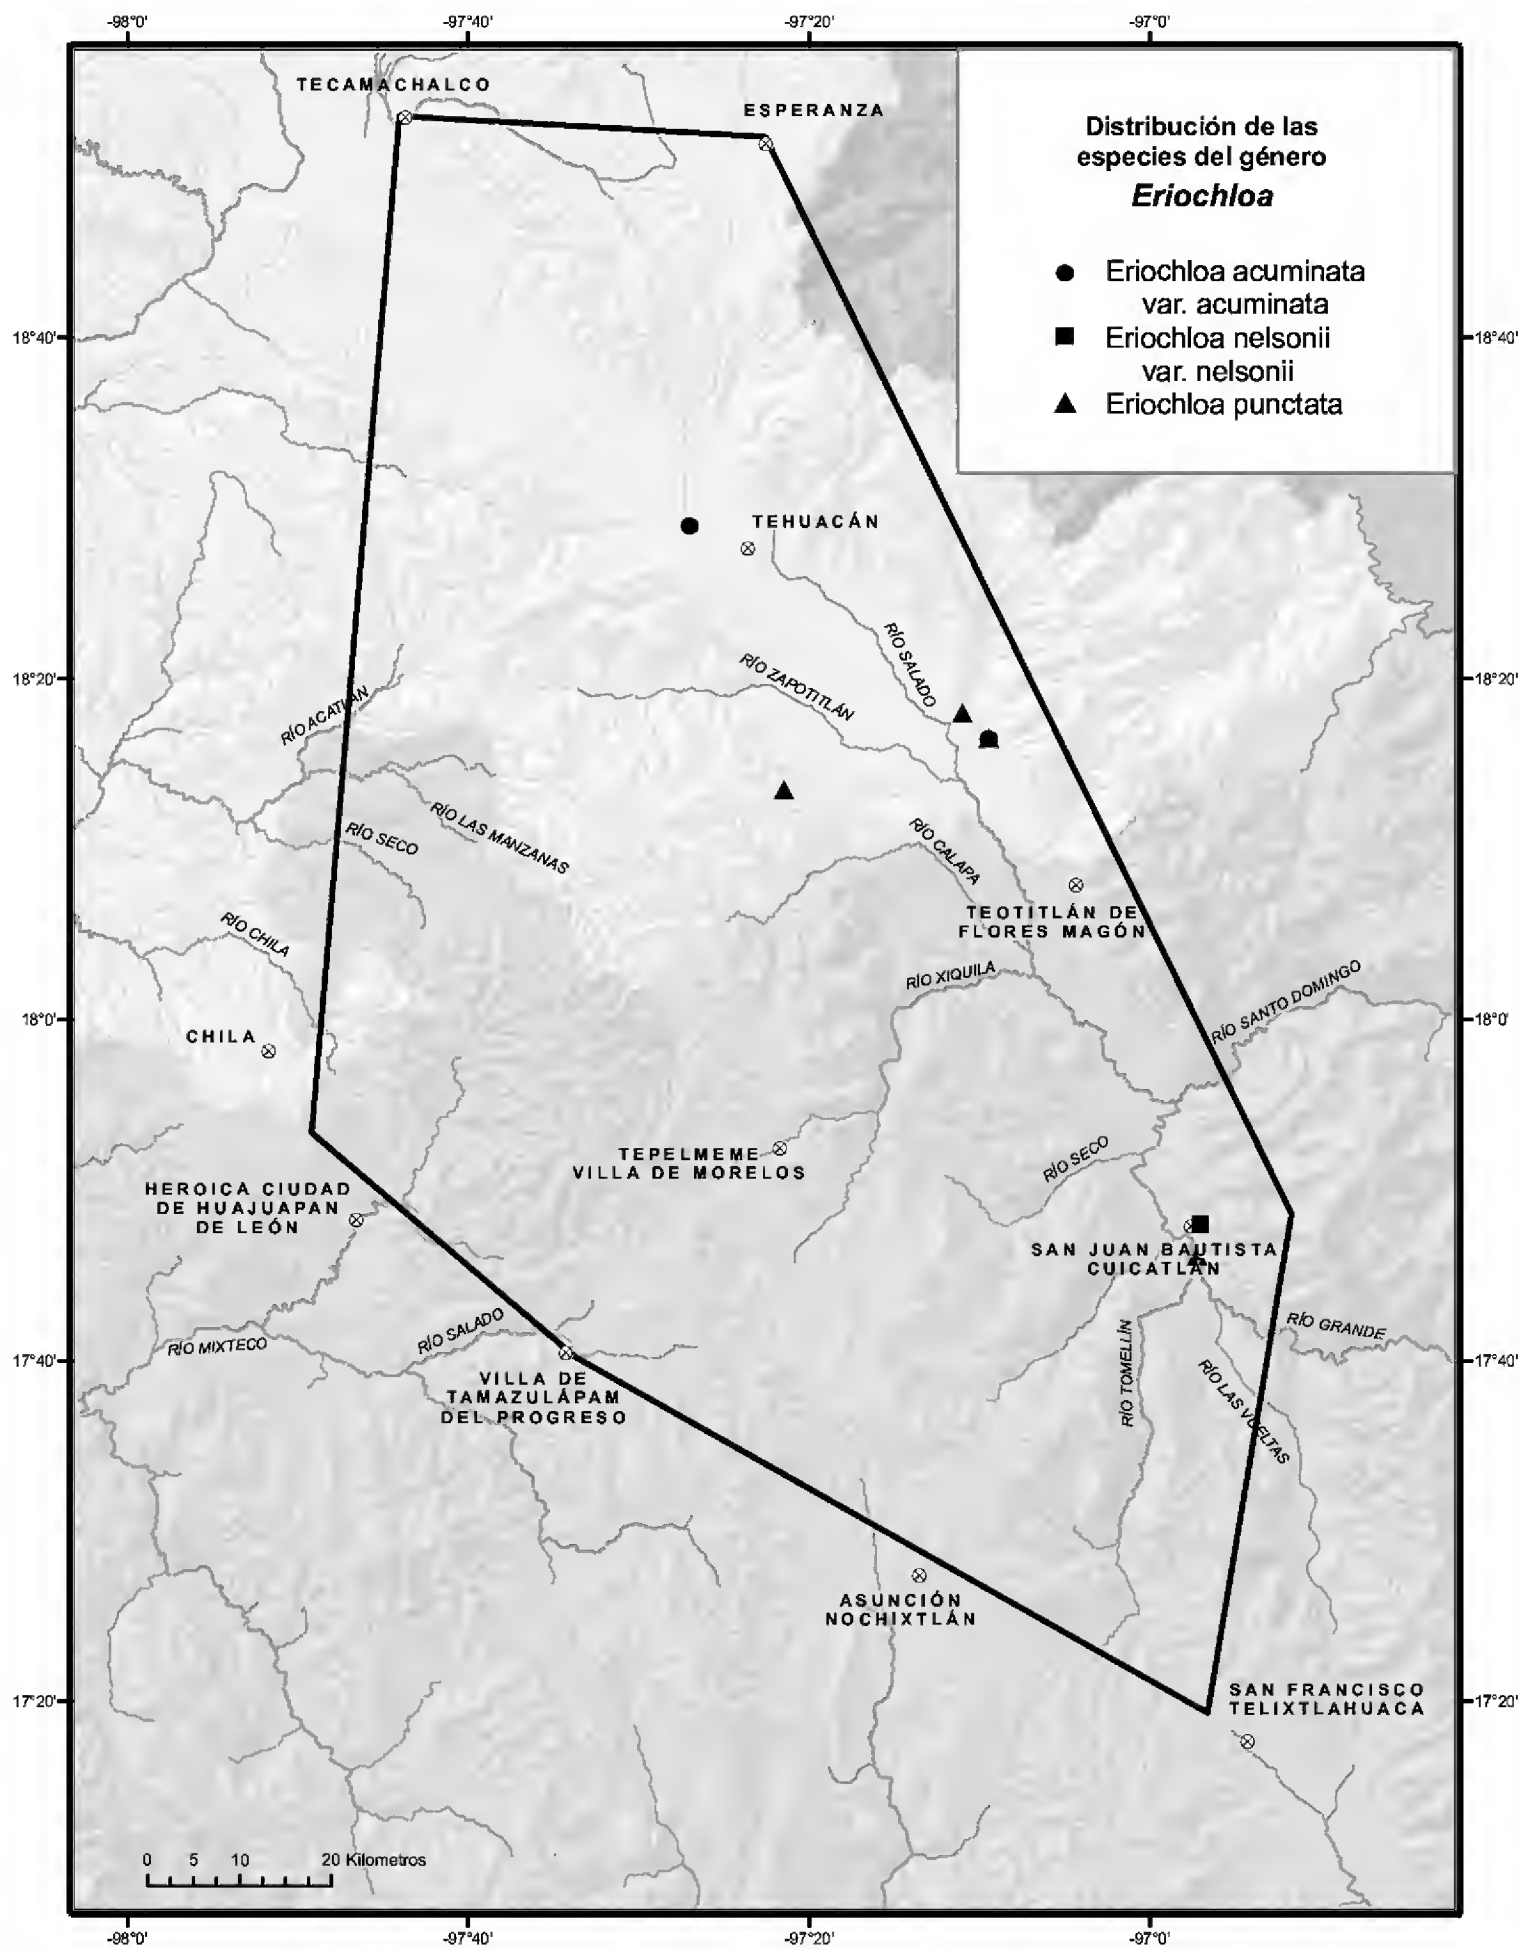 -98°0'
-97°40'
-97°20'
-97°0'
TECAMACHALCO
ESPERANZA
Distribución de las
especies del género
Eriochloa
Eriochloa acuminata
var. acuminata
Eriochloa nelsonii
var. nelsonii
Eriochloa punctata
18°40'
18°40'
TEHUACÁN
RÍO SALADO
RÍO ZAPOTITLÁN
18°20'
18°20'
RÍO ACATLÁN
RÍO LAS MANZANAS
RÍO SECO
RÍO CALAPA
TEOTITLÁN DE
FLORES MAGÓN
RÍO CHILA
RÍO XIQUILA
RÍO SANTO DOMINGO
18°0'
18°0'
CHILA
TEPELMEME
VILLA DE MORELOS
RÍO SECO
HEROICA CIUDAD
DE HUAJUAPAN
DE LEÓN
SAN JUAN BAUTISTA
CUICATLÁN
RÍO MIXTECO
RÍO SALADO
RÍO GRANDE
17°40'
17°40'
RÍO TOMELLÍN
RÍO LAS VUELTAS
VILLA DE
TAMAZULÁPAM
DEL PROGRESO
ASUNCIÓN
NOCHIXTLÁN
17°20'
17°20'
SAN FRANCISCO
TELIXTLAHUACA
0 5 10 20 Kilometros
-98°0'
-97°40'
-97°20'
-97°0'